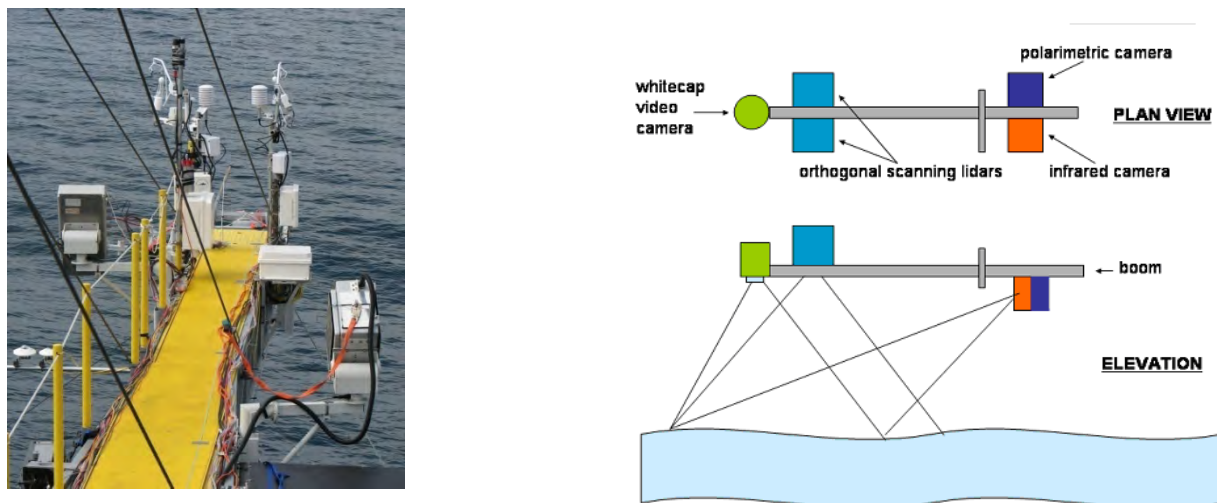 polarimetric camera
whitecap
video
camera
PLAN VIEW
orthogonal scanning lidars
infrared camera
boom
ELEVATION